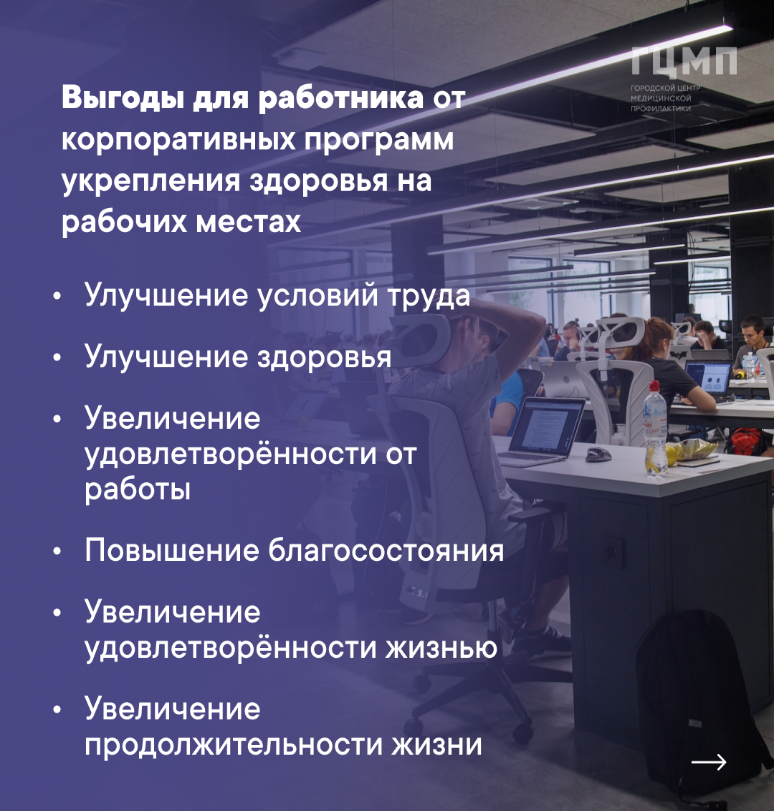 ГЦМП
ГОРОДСКОЙ ЦЕНТР
МЕДИЦИНСКОЙ
ПРОФИЛАКТИКИ
Выгоды для работника от
корпоративных программ
укрепления здоровья на
рабочих местах
• Улучшение условий труда
• Улучшение здоровья
• Увеличение
удовлетворённости от
работы
• Повышение благосостояния
• Увеличение
удовлетворённости жизнью
• Увеличение
продолжительности жизни